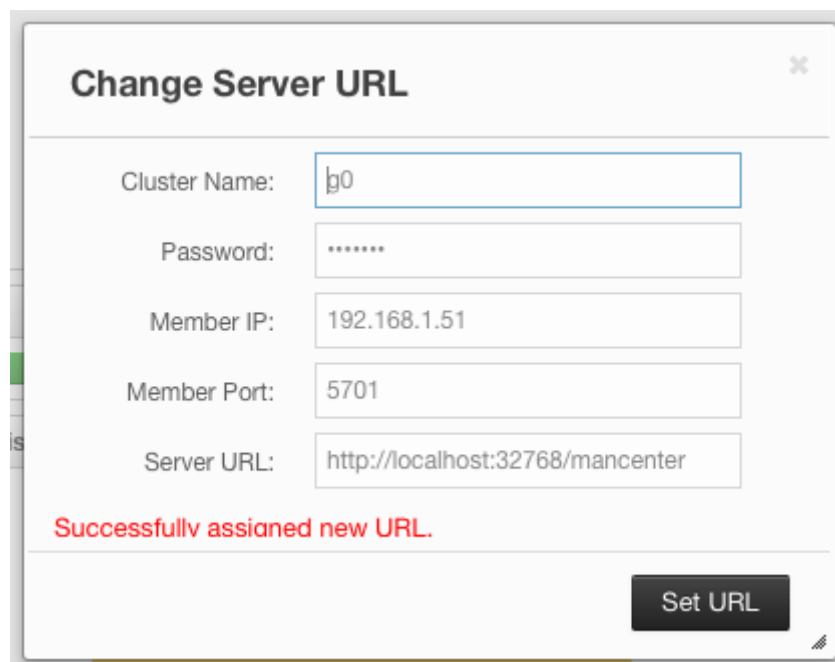 Change Server URL
Cluster Name: g0
Password: •••••••
Member IP: 192.168.1.51
Member Port: 5701
Server URL: http://localhost:32768/mancenter
Successfully assigned new URL.
Set URL
is